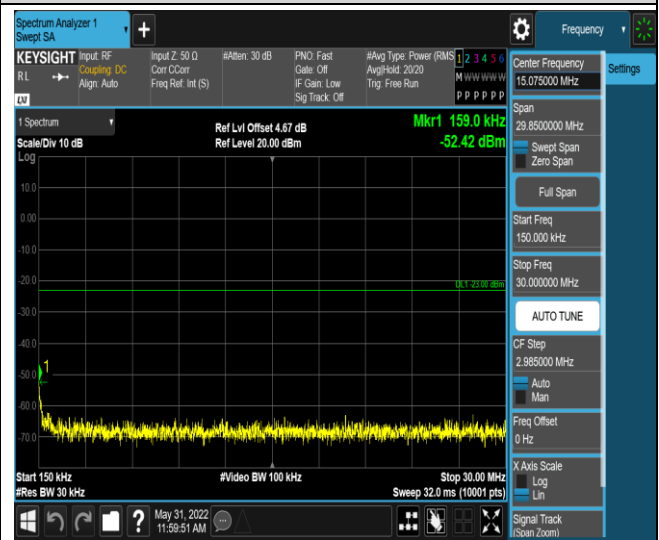 Spectrum Analyzer 1
Swept SA
+
Frequency
KEYSIGHT
Input: RF
Input Z: 50 Ω
#Atten: 30 dB
PNO: Fast
#Avg Type: Power (RMS
1 2 3 4 5 6
R L
Coupling: DC
Corr CCorr
Gate: Off
Avg|Hold: 20/20
M W W W W W
Align: Auto
Freq Ref: Int (S)
IF Gain: Low
Trig: Free Run
Sig Track: Off
P P P P P P
LXI
1 Spectrum
Ref Lvl Offset 4.67 dB
Mkr1 159.0 kHz
Scale/Div 10 dB
Ref Level 20.00 dBm
-52.42 dBm
Log
10.0
0.00
-10.0
-20.0
DL1 -23.00 dBm
-30.0
-40.0
1
-50.0
-60.0
-70.0
Start 150 kHz
#Video BW 100 kHz
Stop 30.00 MHz
#Res BW 30 kHz
Sweep 32.0 ms (10001 pts)
?
May 31, 2022
11:59:51 AM
Center Frequency
15.075000 MHz
Settings
Span
29.8500000 MHz
Swept Span
Zero Span
Full Span
Start Freq
150.000 kHz
Stop Freq
30.000000 MHz
AUTO TUNE
CF Step
2.985000 MHz
Auto
Man
Freq Offset
0 Hz
X Axis Scale
Log
Lin
Signal Track
(Span Zoom)